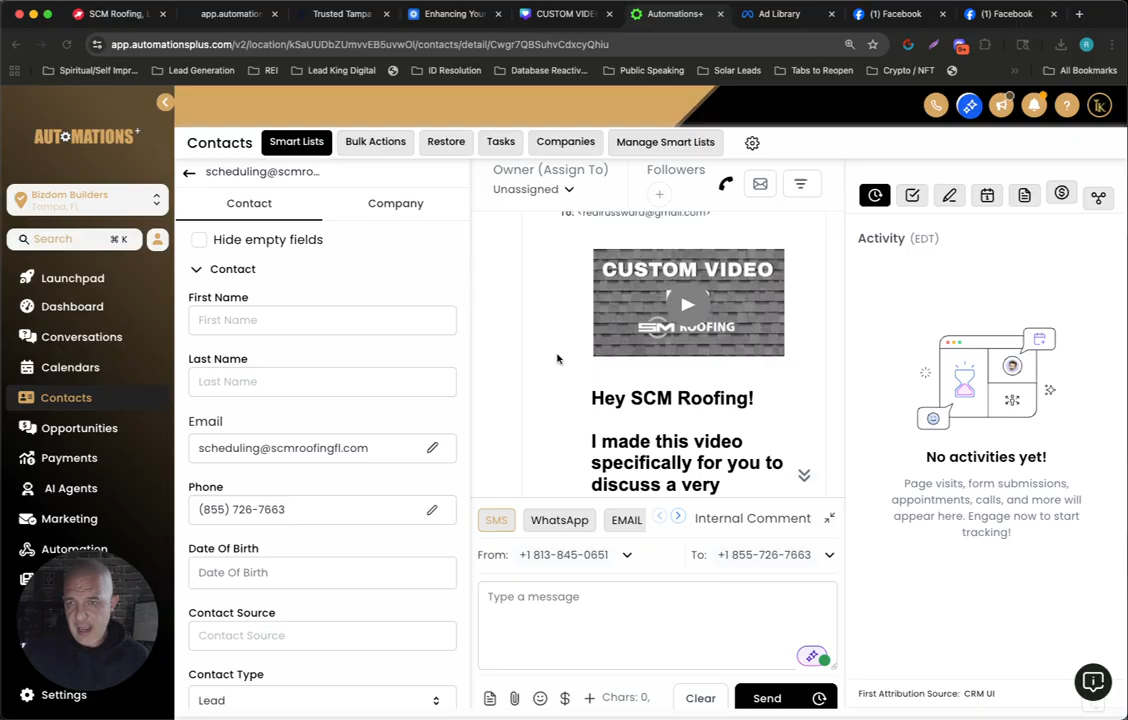 SCM Roofing, L
app.automation
Trusted Tampa
Enhancing Your
CUSTOM VIDE
Automations+
Ad Library
(1) Facebook
(1) Facebook
app.automationsplus.com/v2/location/kSaUUDbZUmvvEB5uvwOl/contacts/detail/Cwgr7QBSuhvCdxcyQhiu
Spiritual/Self Impr...
Lead Generation
REI
Lead King Digital
ID Resolution
Database Reactiv...
Public Speaking
Solar Leads
Tabs to Reopen
Crypto / NFT
All Bookmarks
AUTOMATIONS+
Bizdom Builders
Tampa, FL
Search ⌘ K
Launchpad
Dashboard
Conversations
Calendars
Contacts
Opportunities
Payments
AI Agents
Marketing
Automation
Settings
Contacts
Smart Lists
Bulk Actions
Restore
Tasks
Companies
Manage Smart Lists
scheduling@scmro...
Contact
Company
Hide empty fields
Contact
First Name
First Name
Last Name
Last Name
Email
scheduling@scmroofingfl.com
Phone
(855) 726-7663
Date Of Birth
Date Of Birth
Contact Source
Contact Source
Contact Type
Lead
Owner (Assign To)
Unassigned
Followers
CUSTOM VIDEO
SM ROOFING
Hey SCM Roofing!
I made this video
specifically for you to
discuss a very
SMS
WhatsApp
EMAIL
Internal Comment
From: +1 813-845-0651
To: +1 855-726-7663
Type a message
Chars: 0,
Clear
Send
Activity (EDT)
No activities yet!
Page visits, form submissions,
appointments, calls, and more will
appear here. Engage now to start
tracking!
First Attribution Source: CRM UI